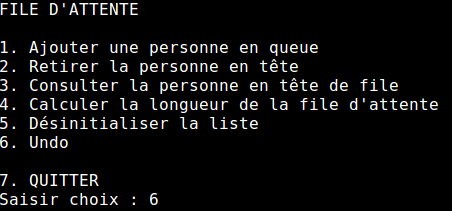 FILE D'ATTENTE
1. Ajouter une personne en queue
2. Retirer la personne en tête
3. Consulter la personne en tête de file
4. Calculer la longueur de la file d'attente
5. Désinitialiser la liste
6. Undo
7. QUITTER
Saisir choix : 6